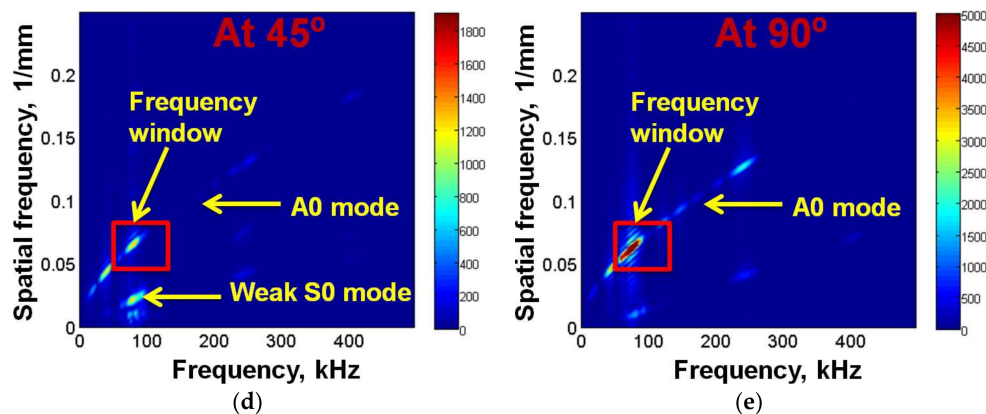 At 45º
Spatial frequency, 1/mm
0.2
0.15
0.1
0.05
0
Frequency
window
A0 mode
Weak S0 mode
0 100 200 300 400
Frequency, kHz
1800
1600
1400
1200
1000
800
600
400
200
0
(d)
At 90º
Spatial frequency, 1/mm
0.2
0.15
0.1
0.05
0
Frequency
window
A0 mode
0 100 200 300 400
Frequency, kHz
5000
4500
4000
3500
3000
2500
2000
1500
1000
500
0
(e)